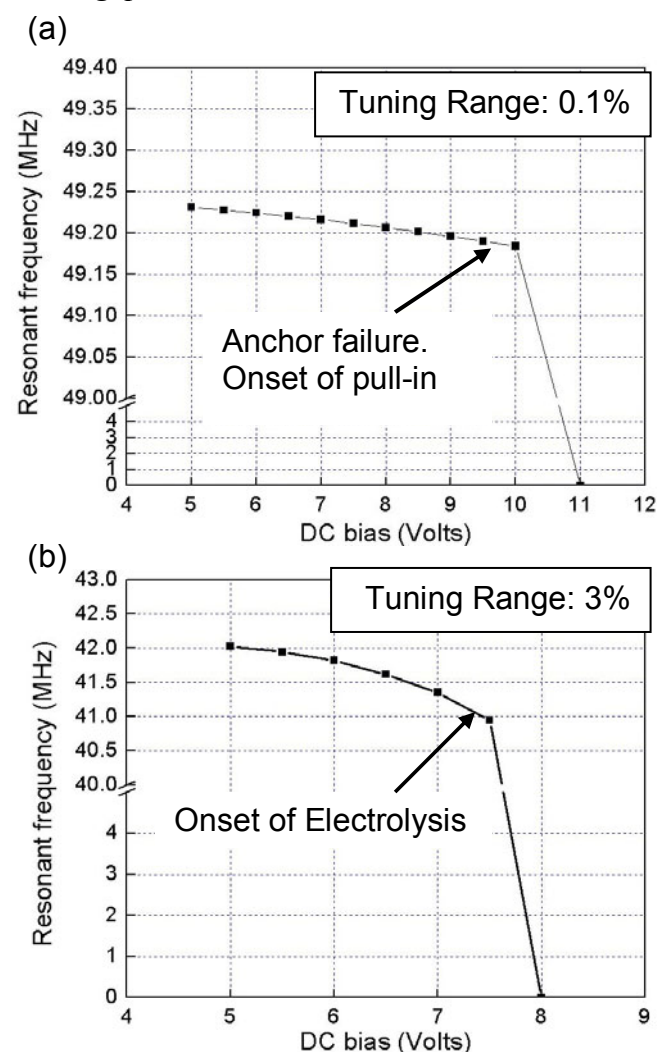 (a)
49.40
49.35
49.30
49.25
49.20
49.15
49.10
49.05
49.00
4
3
2
1
0
Resonant frequency (MHz)
Tuning Range: 0.1%
Anchor failure.
Onset of pull-in
4 5 6 7 8 9 10 11 12
DC bias (Volts)
(b)
43.0
42.5
42.0
41.5
41.0
40.5
40.0
4
3
2
1
0
Resonant frequency (MHz)
Tuning Range: 3%
Onset of Electrolysis
4 5 6 7 8 9
DC bias (Volts)